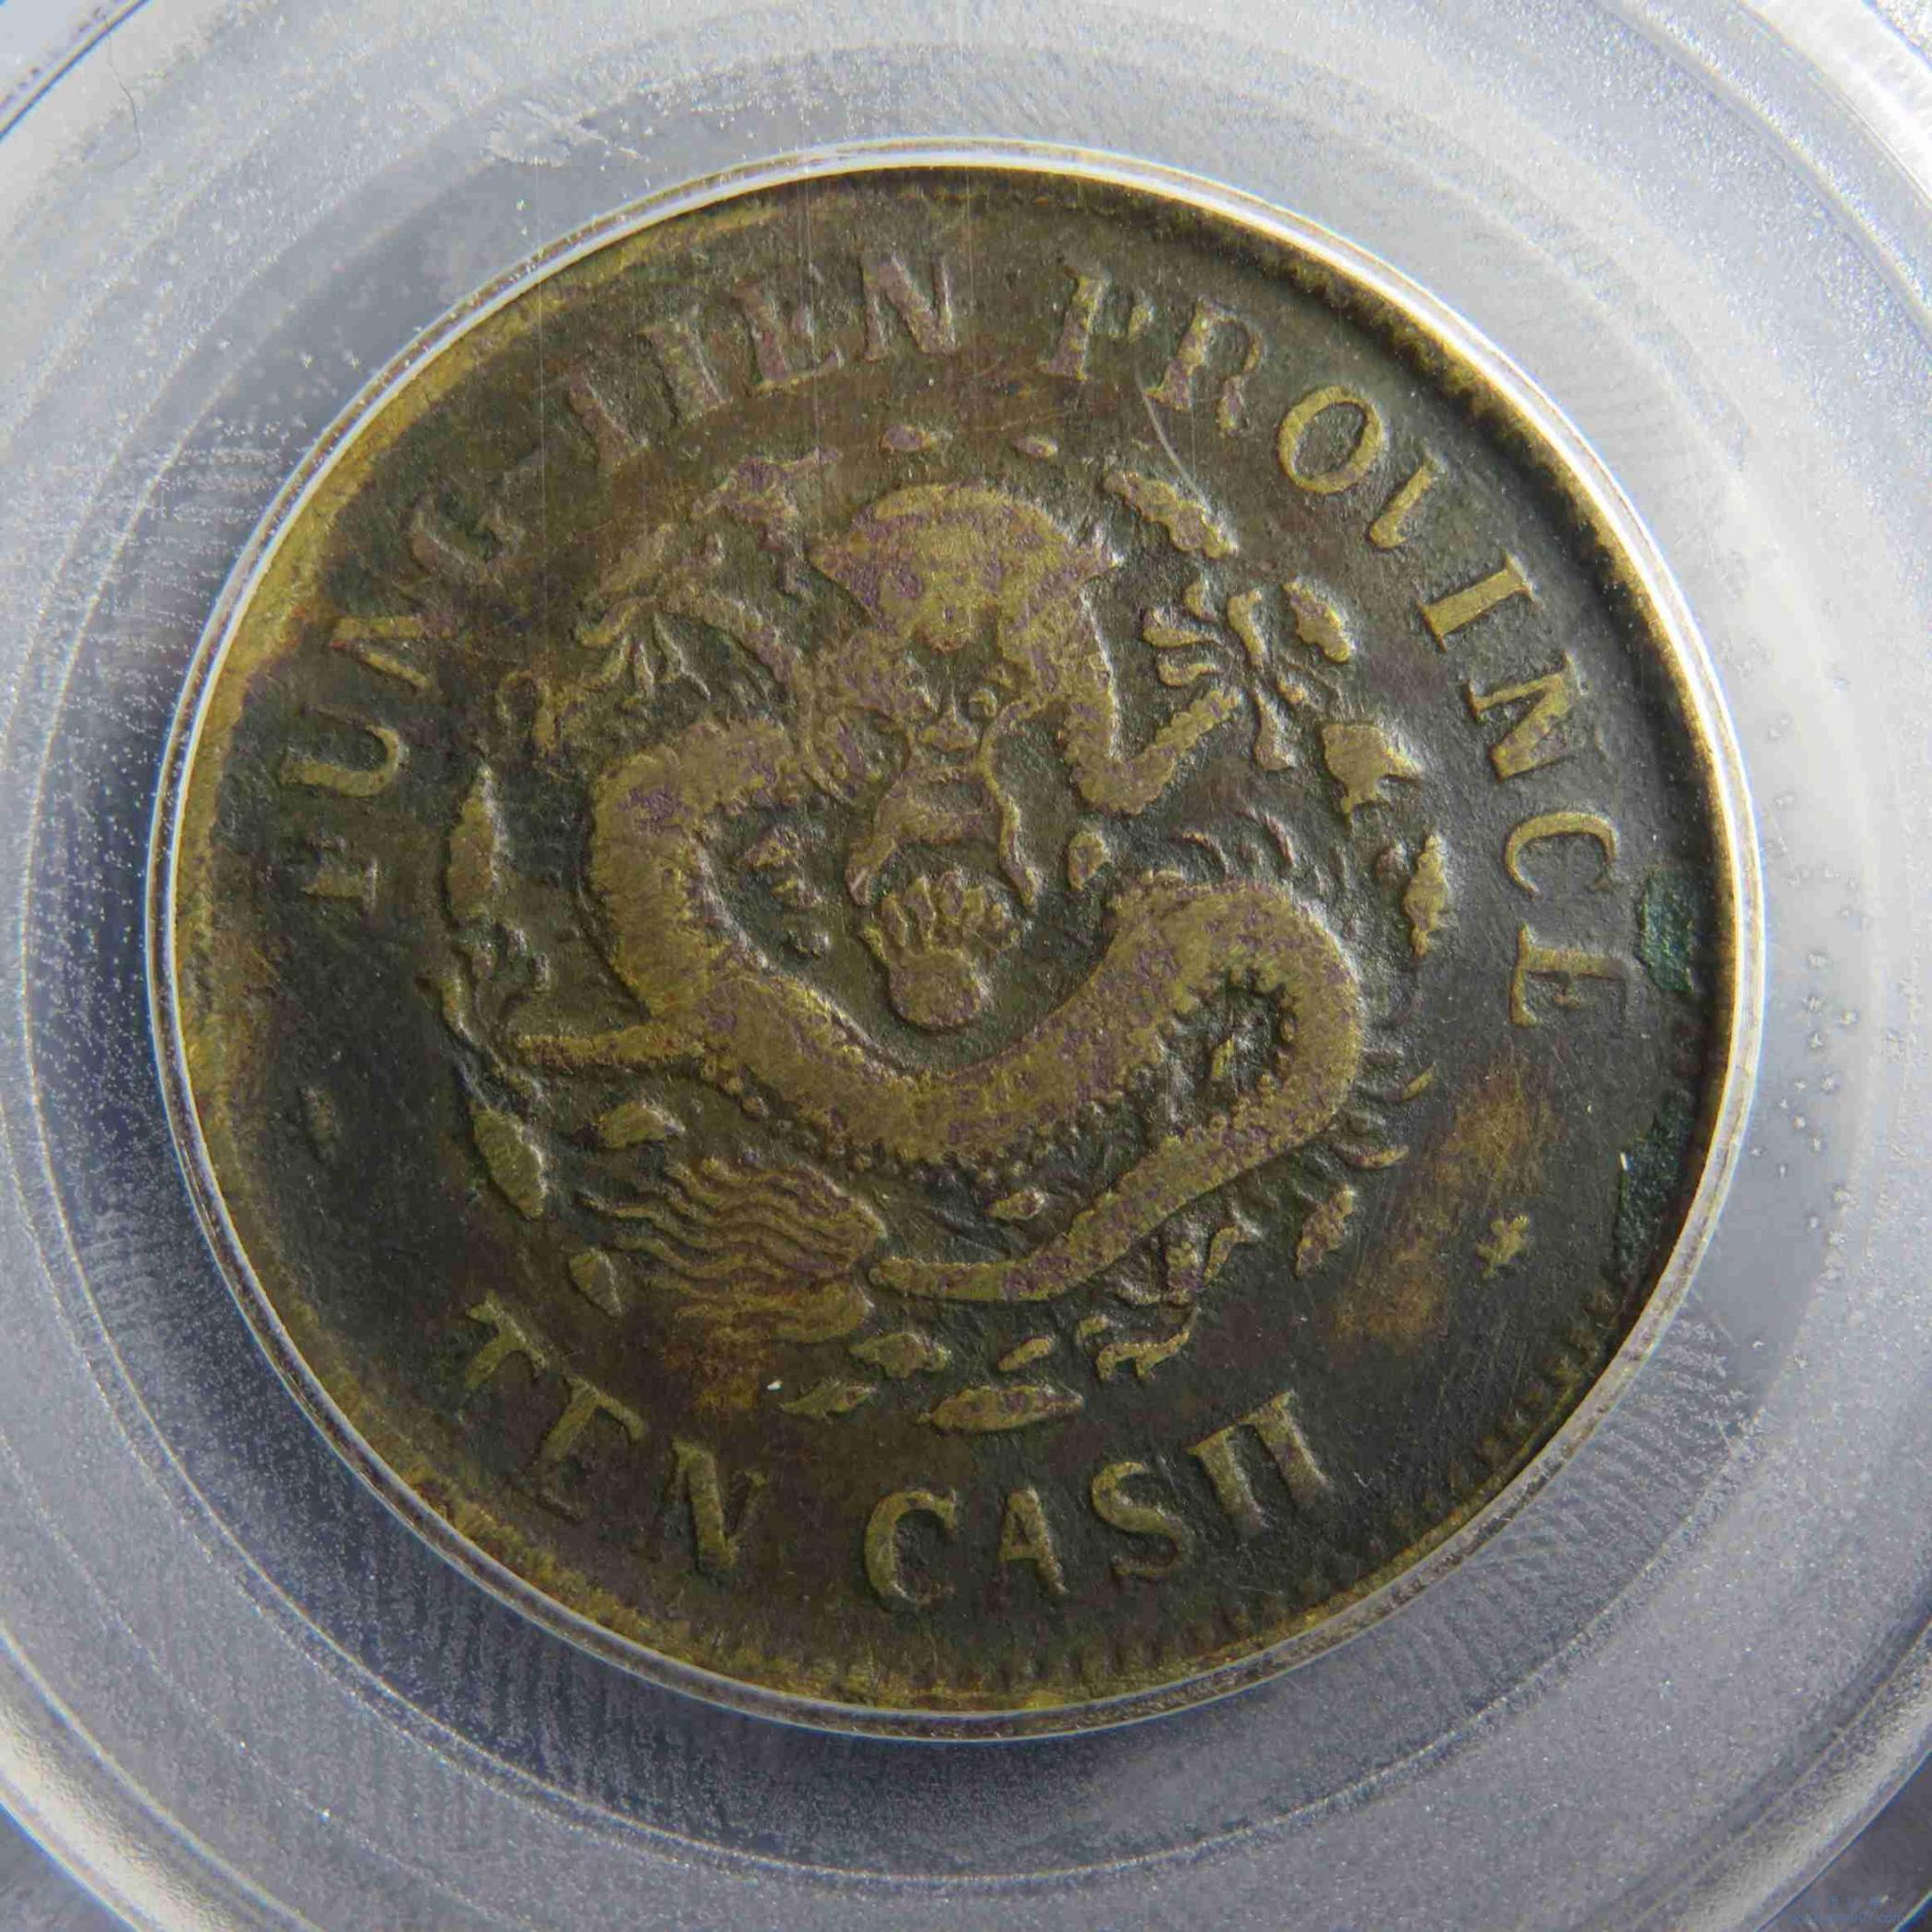 FUNG-TIEN PROVINCE
TEN CASH